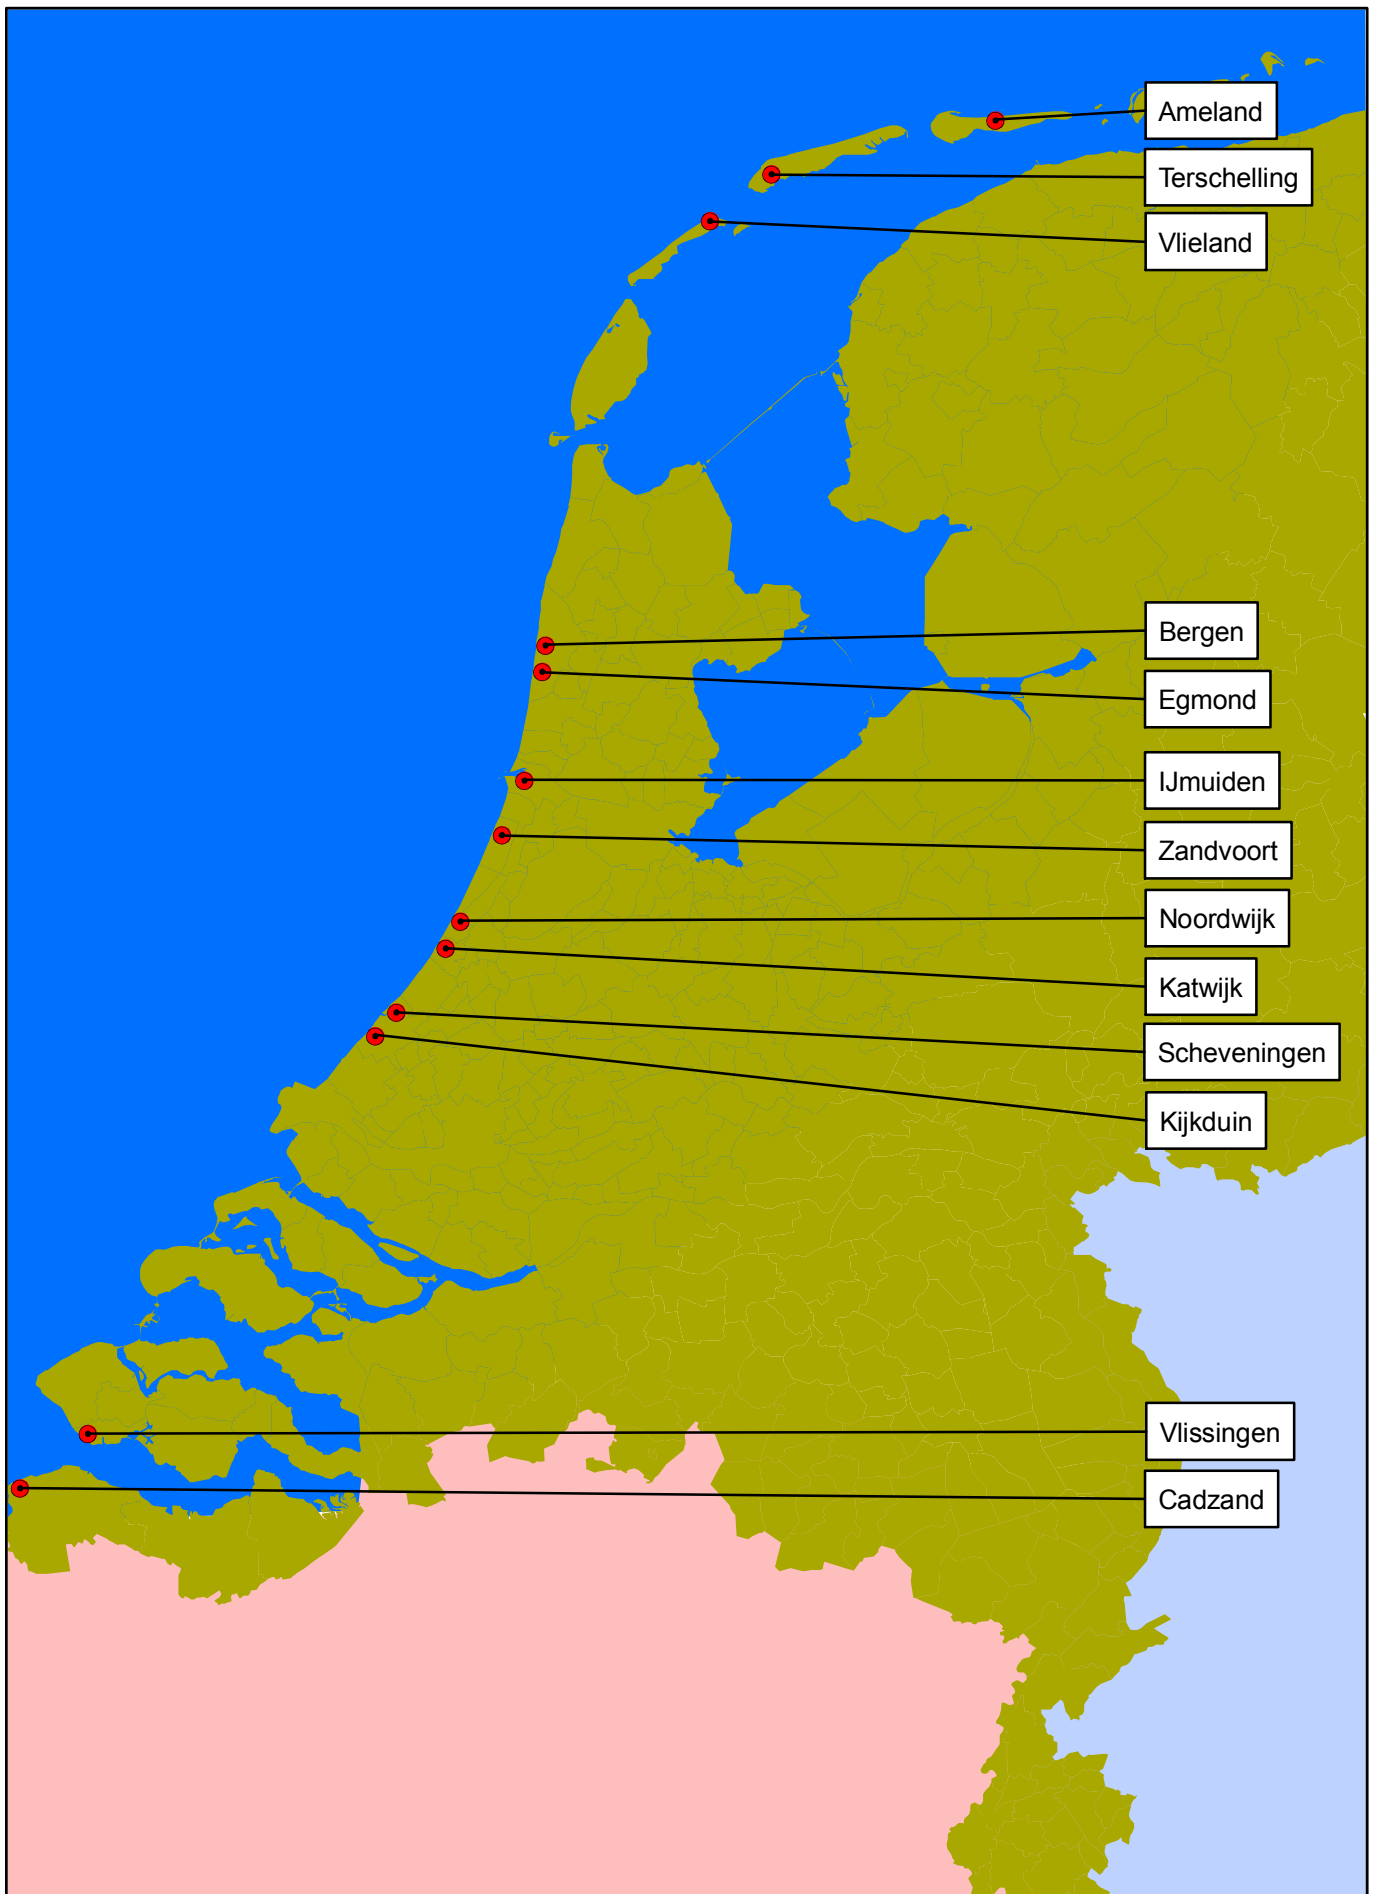 Ameland
Terschelling
Vlieland
Bergen
Egmond
IJmuiden
Zandvoort
Noordwijk
Katwijk
Scheveningen
Kijkduin
Vlissingen
Cadzand